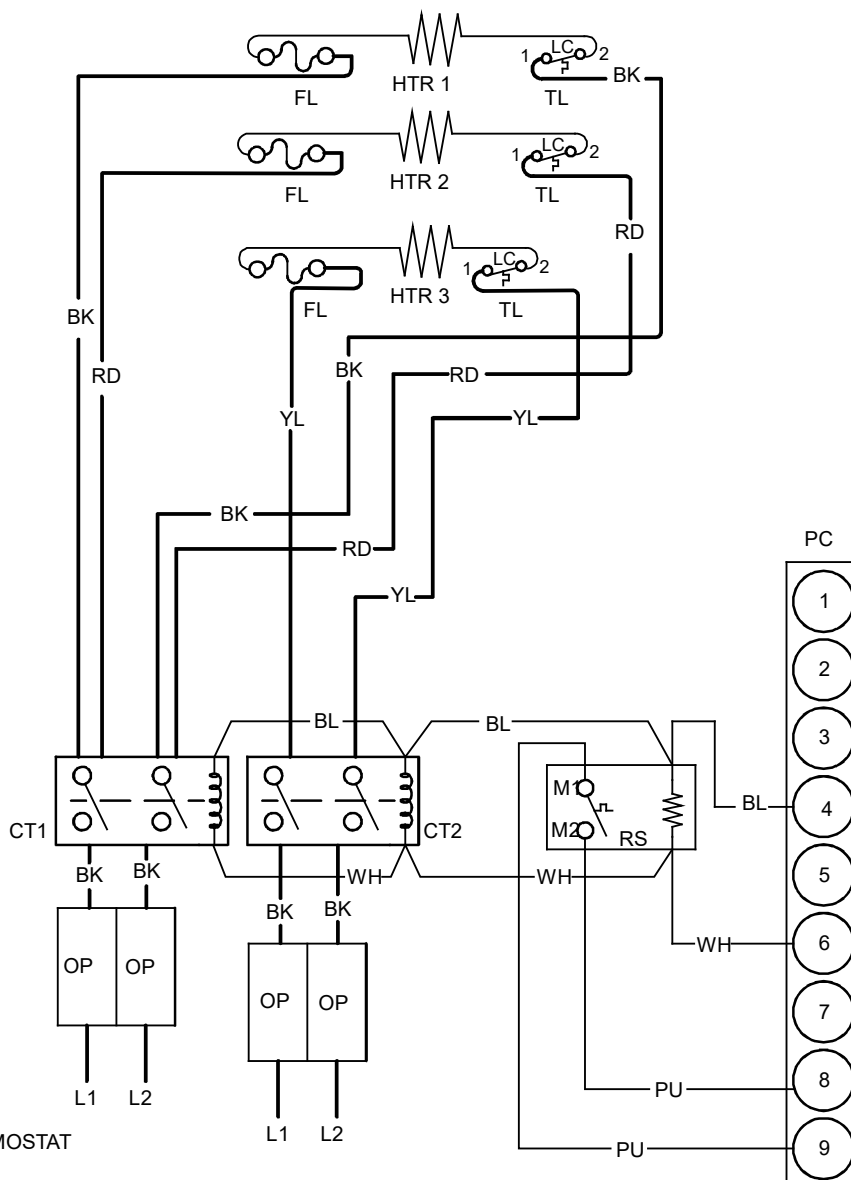 LC
1
2
HTR 1
BK
FL
TL
LC
1
2
HTR 2
FL
TL
RD
LC
1
2
HTR 3
FL
TL
BK
RD
BK
RD
YL
YL
BK
RD
YL
PC
1
2
3
4
5
6
7
8
9
BL
BL
BL
M1
M2
RS
CT1
CT2
WH
WH
WH
BK
BK
BK
BK
OP
OP
OP
OP
L1
L2
L1
L2
PU
PU
MOSTAT